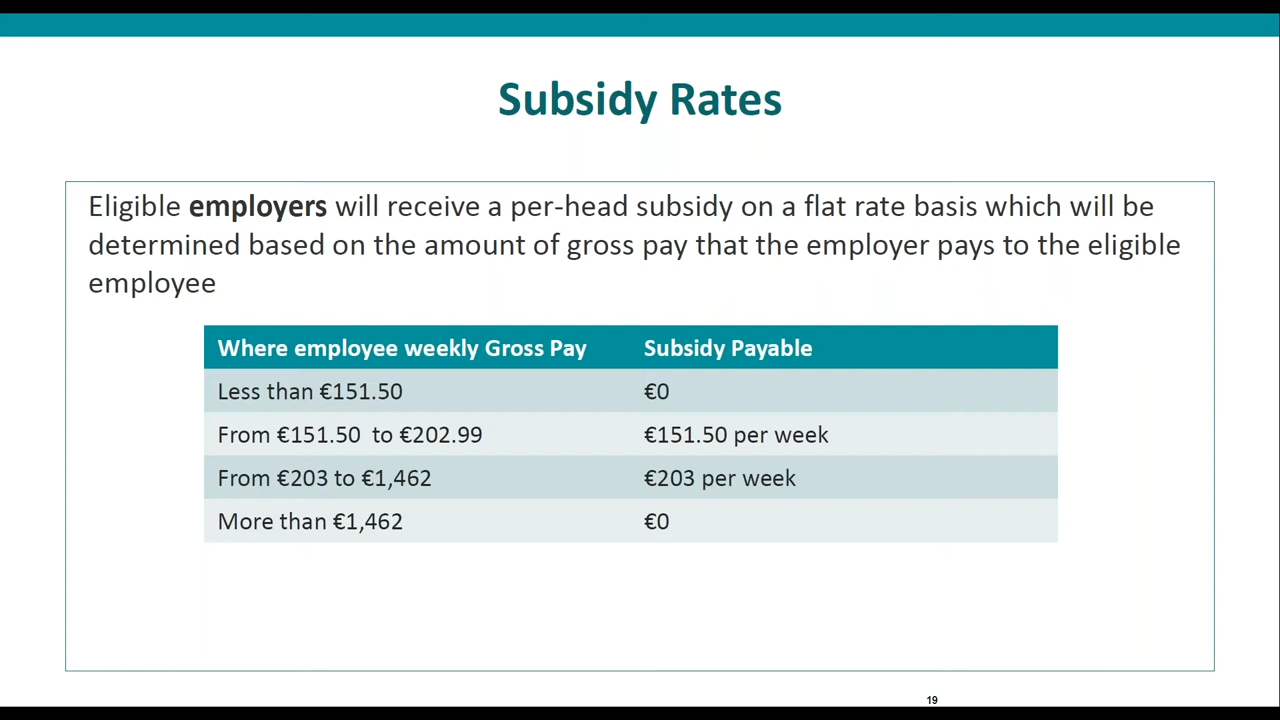 Subsidy Rates
Eligible employers will receive a per-head subsidy on a flat rate basis which will be
determined based on the amount of gross pay that the employer pays to the eligible
employee
Where employee weekly Gross Pay Subsidy Payable
Less than €151.50 €0
From €151.50 to €202.99 €151.50 per week
From €203 to €1,462 €203 per week
More than €1,462 €0
19